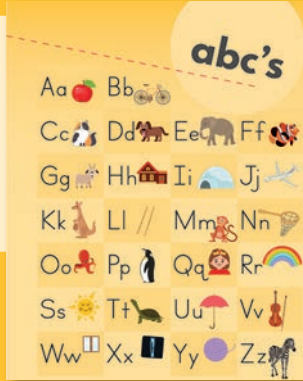 abc's
Aa Bb
Cc Dd Ee Ff
Gg Hh Ii Jj
Kk Ll Mm Nn
Oo Pp Qq Rr
Ss Tt Uu Vv
Ww Xx Yy Zz